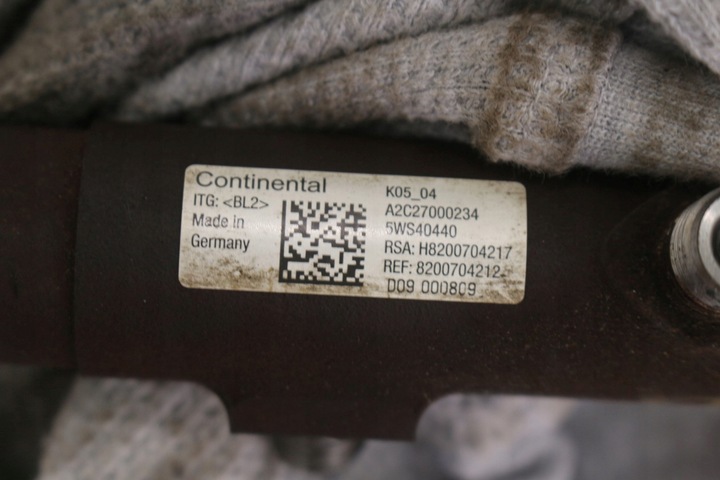 Continental
ITG: <BL2>
Made in
Germany
K05_04
A2C27000234
5WS40440
RSA: H8200704217
REF: 8200704212-
D09 000809